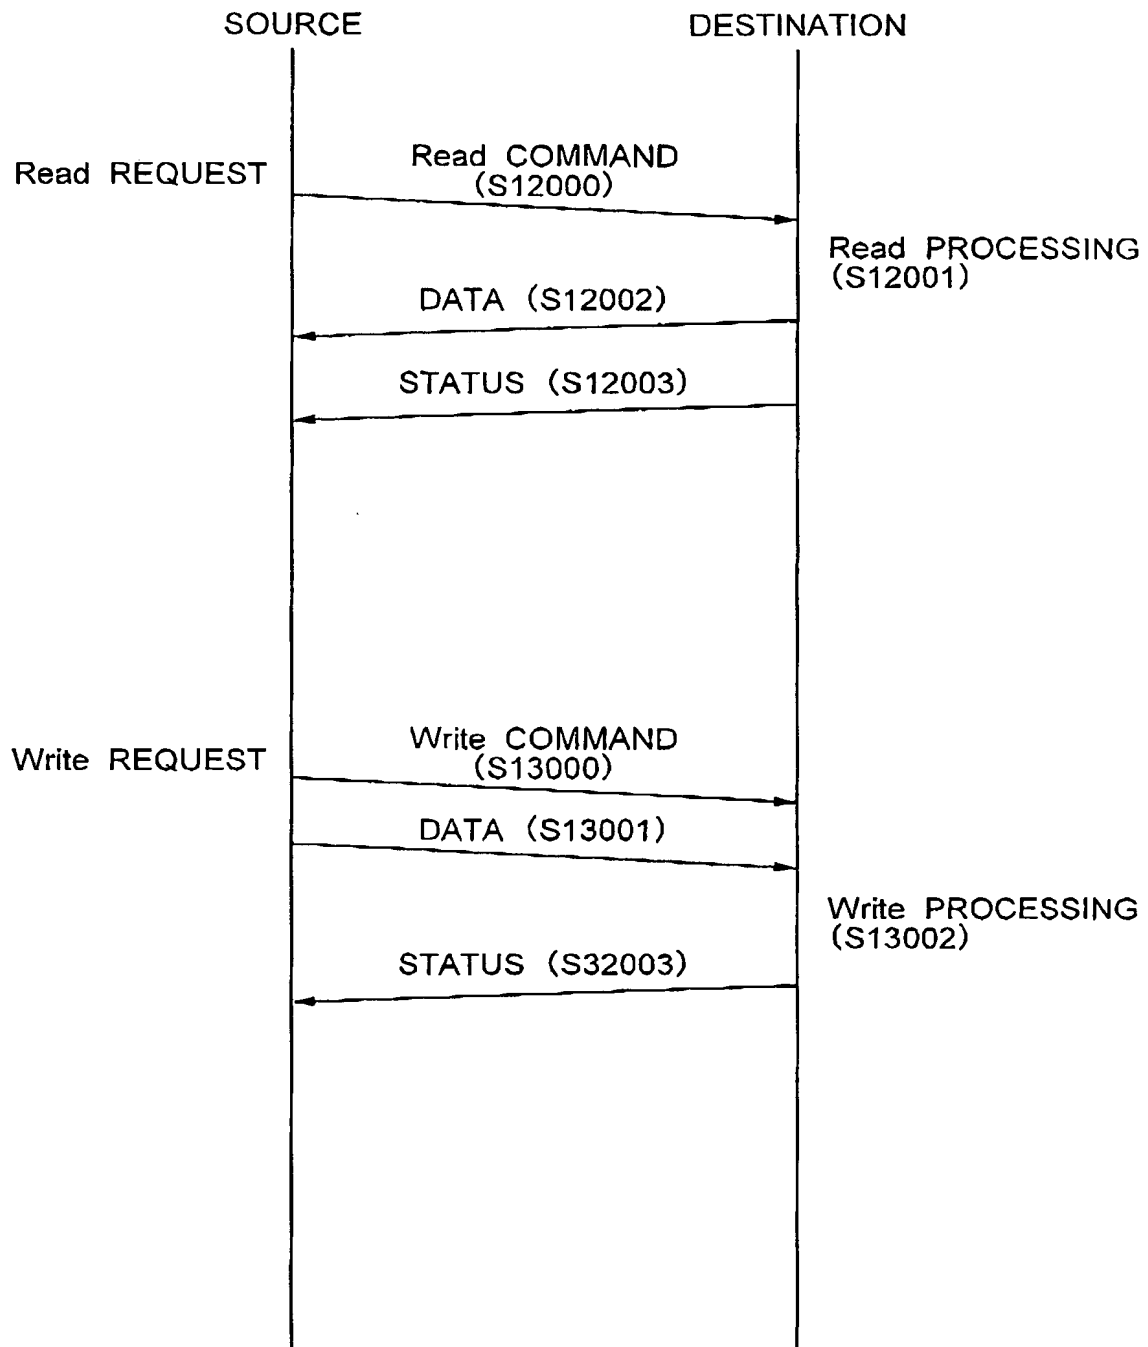 SOURCE
DESTINATION
Read REQUEST
Read COMMAND
(S12000)
Read PROCESSING
(S12001)
DATA (S12002)
STATUS (S12003)
Write REQUEST
Write COMMAND
(S13000)
DATA (S13001)
Write PROCESSING
(S13002)
STATUS (S32003)